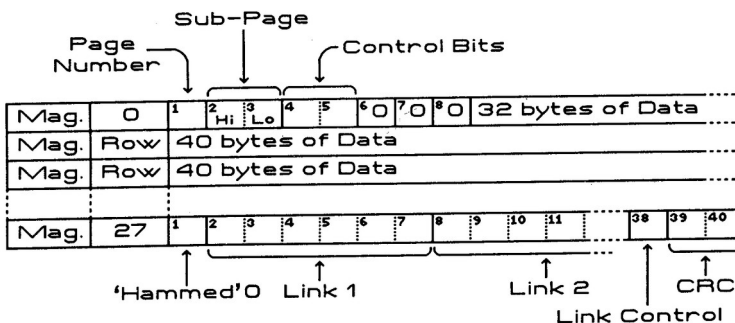 Sub-Page
Page Number
Control Bits
Mag. 0 1 2 Hi 3 Lo 4 5 6 0 7 0 8 0 32 bytes of Data
Mag. Row 40 bytes of Data
Mag. Row 40 bytes of Data
Mag. 27 1 2 3 4 5 6 7 8 9 10 11 38 39 40
'Hammed'0 Link 1 Link 2 CRC
Link Control